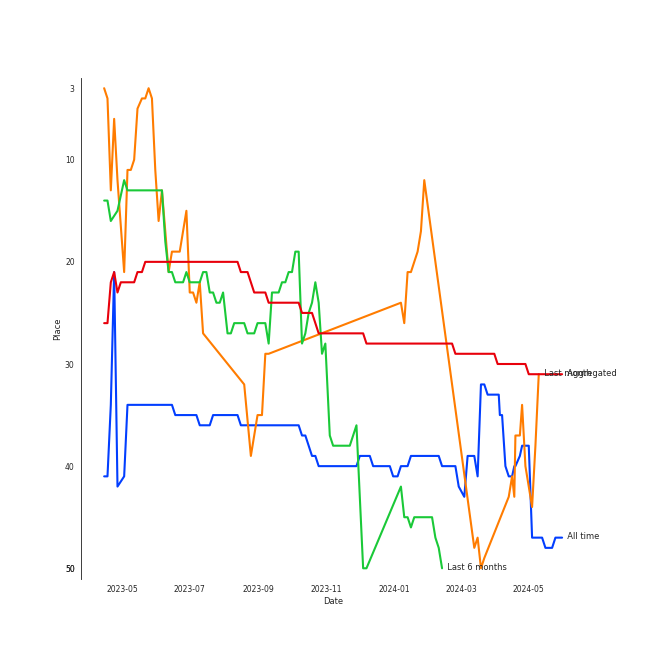 3
10
20
30
40
50
Place
Last month
Aggregated
All time
Last 6 months
2023-05
2023-07
2023-09
2023-11
2024-01
2024-03
2024-05
Date